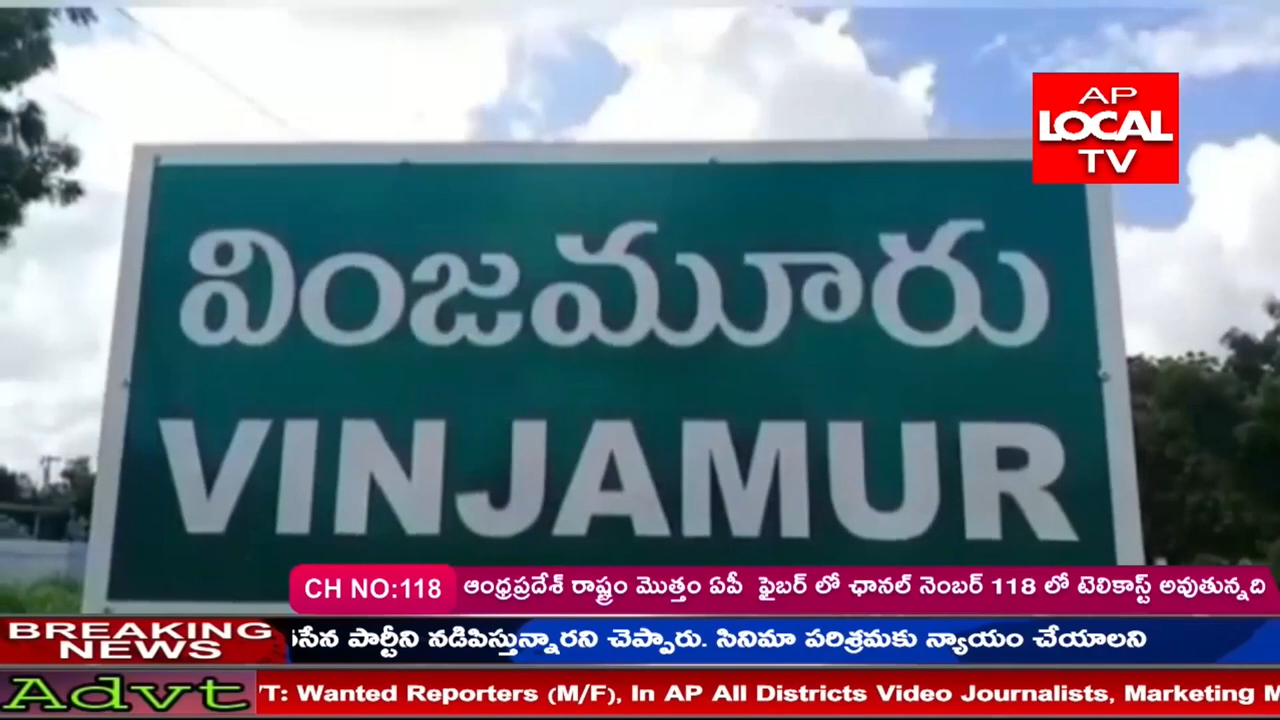 AP
LOCAL
TV
వింజమూరు
VINJAMUR
CH NO:118 ఆంధ్రప్రదేశ్ రాష్ట్రం మొత్తం ఏపీ ఫైబర్ లో ఛానల్ నెంబర్ 118 లో టెలికాస్ట్ అవుతున్నది
BREAKING
NEWS
పార్టీని నడిపిస్తున్నారని చెప్పారు. సినిమా పరిశ్రమకు న్యాయం చేయాలని
Advt
T: Wanted Reporters (M/F), In AP All Districts Video Journalists, Marketing M